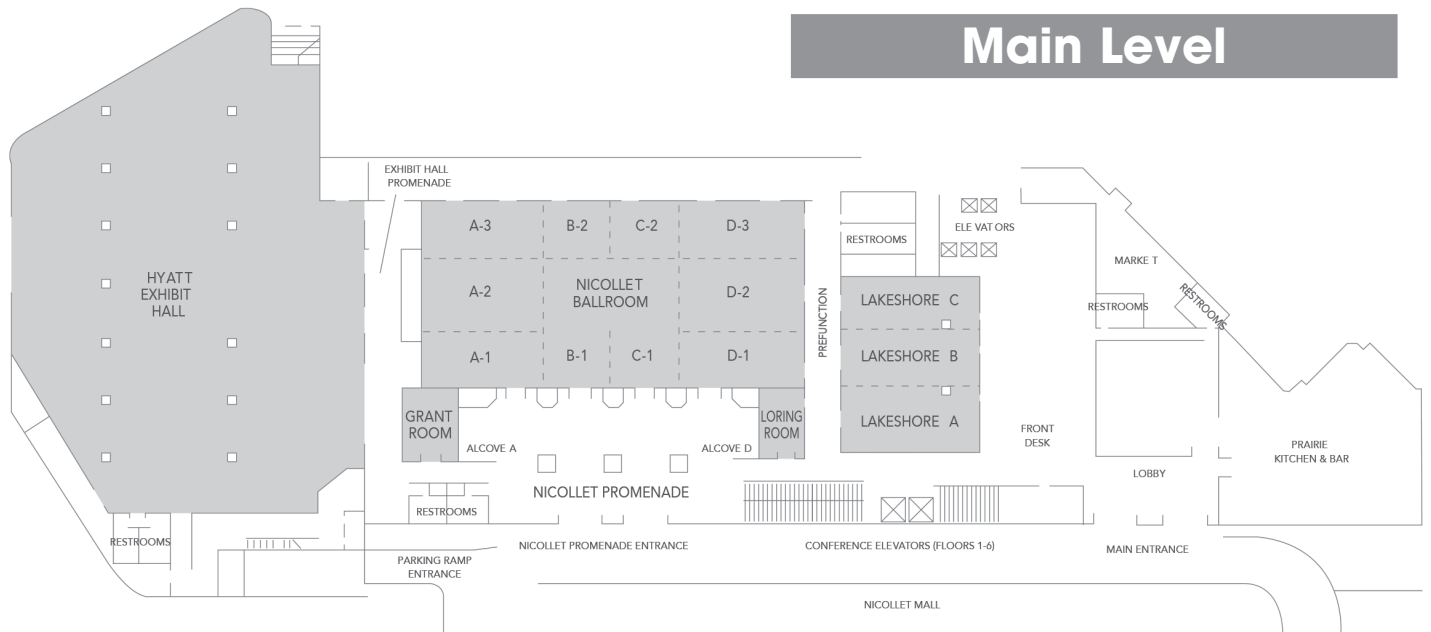 Main Level
EXHIBIT HALL
PROMENADE
A-3
B-2
C-2
D-3
RESTROOMS
ELE VAT ORS
MARKE T
HYATT
EXHIBIT
HALL
A-2
NICOLLET
BALLROOM
D-2
PREFUNCTION
LAKESHORE C
RESTROOMS
RESTROOMS
A-1
B-1
C-1
D-1
LAKESHORE B
GRANT
ROOM
ALCOVE A
ALCOVE D
LORING
ROOM
LAKESHORE A
FRONT
DESK
LOBBY
PRAIRIE
KITCHEN & BAR
NICOLLET PROMENADE
RESTROOMS
RESTROOMS
PARKING RAMP
ENTRANCE
NICOLLET PROMENADE ENTRANCE
CONFERENCE ELEVATORS (FLOORS 1-6)
MAIN ENTRANCE
NICOLLET MALL